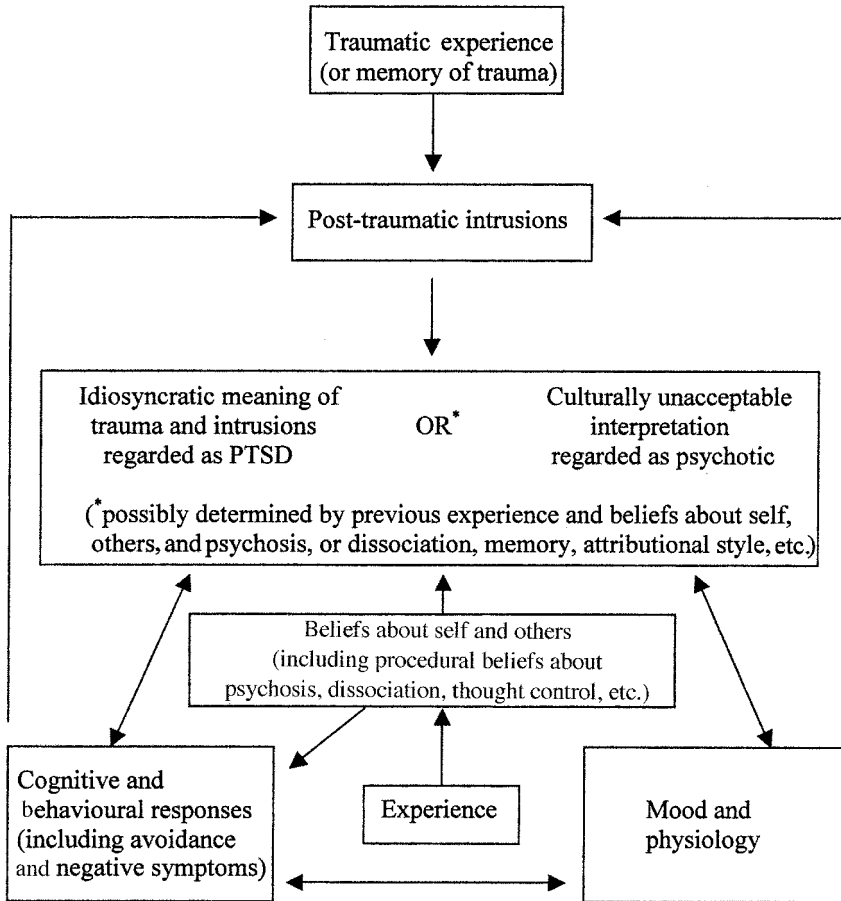 Traumatic experience
(or memory of trauma)
Post-traumatic intrusions
Idiosyncratic meaning of
trauma and intrusions
regarded as PTSD
OR*
Culturally unacceptable
interpretation
regarded as psychotic
(*possibly determined by previous experience and beliefs about self,
others, and psychosis, or dissociation, memory, attributional style, etc.)
Beliefs about self and others
(including procedural beliefs about
psychosis, dissociation, thought control, etc.)
Cognitive and
behavioural responses
(including avoidance
and negative symptoms)
Experience
Mood and
physiology